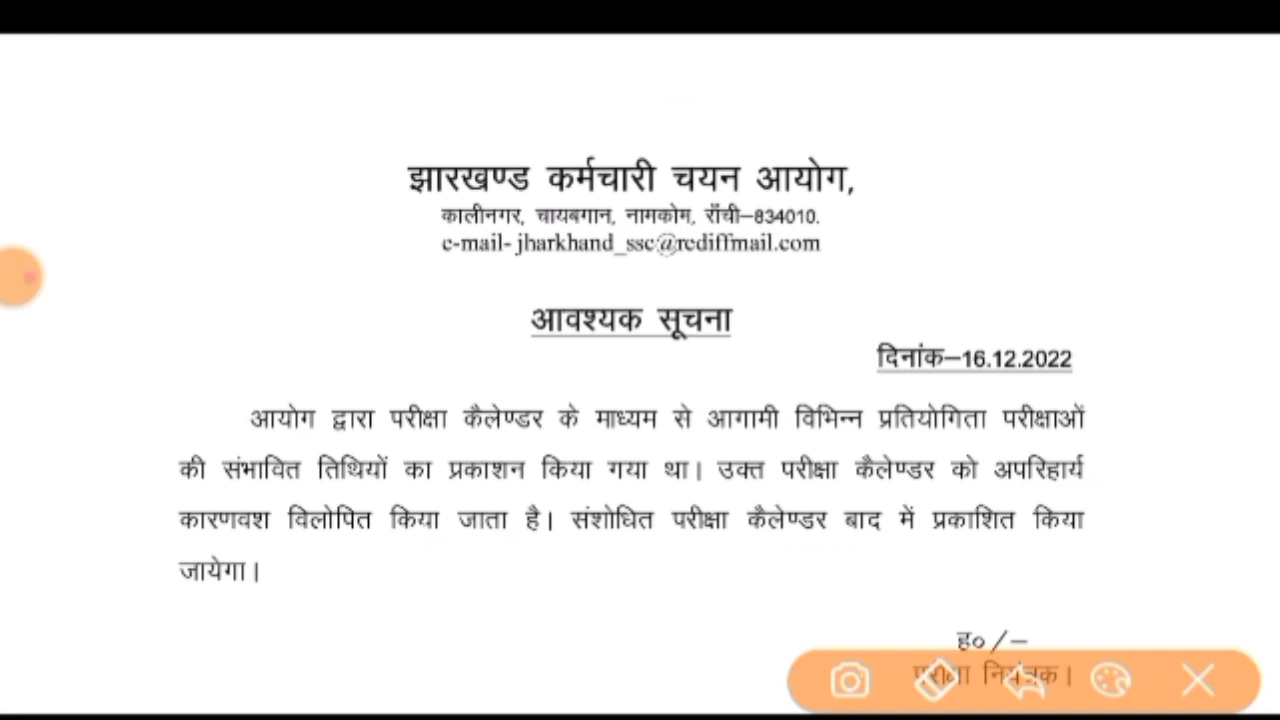 झारखण्ड कर्मचारी चयन आयोग,
कालीनगर, चायबगान, नामकोम, राँची–834010.
e-mail- jharkhand_ssc@rediffmail.com
आवश्यक सूचना
दिनांक–16.12.2022
आयोग द्वारा परीक्षा कैलेण्डर के माध्यम से आगामी विभिन्न प्रतियोगिता परीक्षाओं
की संभावित तिथियों का प्रकाशन किया गया था। उक्त परीक्षा कैलेण्डर को अपरिहार्य
कारणवश विलोपित किया जाता है। संशोधित परीक्षा कैलेण्डर बाद में प्रकाशित किया
जायेगा।
ह०/–
परीक्षा नियंत्रक।